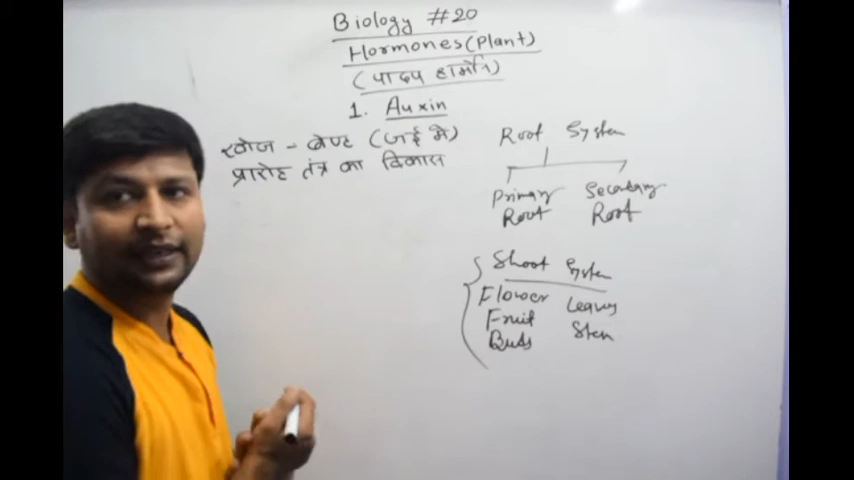 Biology #20
Hormones (Plant)
(पादप हार्मोन)
1. Auxin
खोज - वेण्ट (जई मे)
प्रारोह तंत्र का विकास
Root System
Primary Root
Secondary Root
Shoot System
Flower Leaves
Fruit Stem
Buds